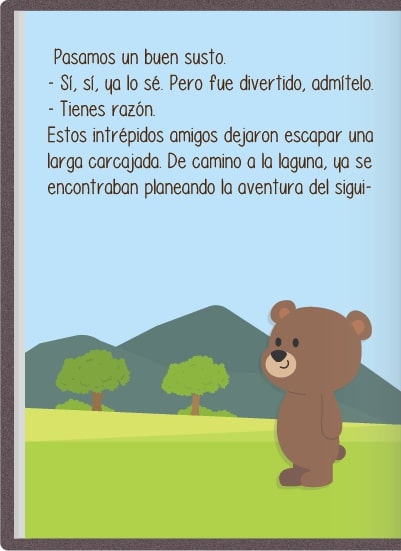 Pasamos un buen susto.
- Sí, sí, ya lo sé. Pero fue divertido, admítelo.
- Tienes razón.
Estos intrépidos amigos dejaron escapar una
larga carcajada. De camino a la laguna, ya se
encontraban planeando la aventura del sigui-